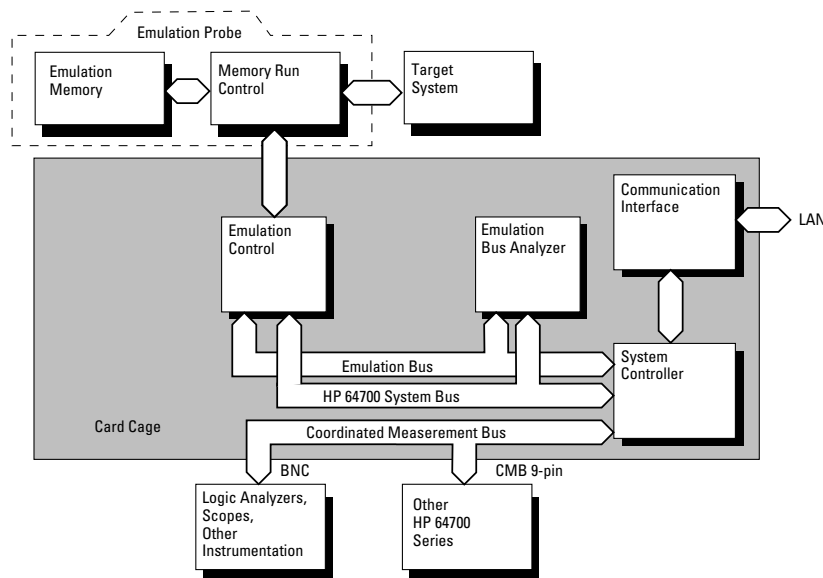 Emulation Probe
Emulation
Memory
Memory Run
Control
Target
System
Communication
Interface
LAN
Emulation
Control
Emulation
Bus Analyzer
System
Controller
Emulation Bus
HP 64700 System Bus
Card Cage
Coordinated Measerement Bus
BNC
CMB 9-pin
Logic Analyzers,
Scopes,
Other
Instrumentation
Other
HP 64700
Series